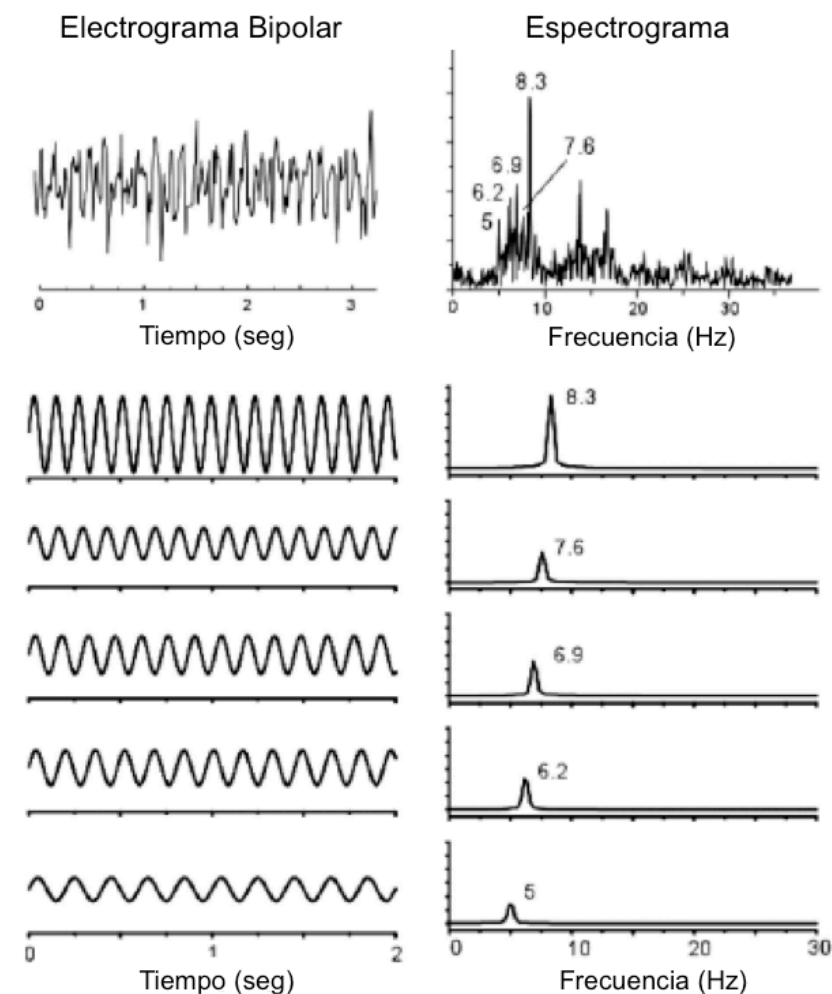 Electrograma Bipolar
Espectrograma
8.3
7.6
6.9
6.2
5
0 1 2 3
Tiempo (seg)
0 10 20 30
Frecuencia (Hz)
8.3
7.6
6.9
6.2
5
0 1 2
Tiempo (seg)
0 10 20 30
Frecuencia (Hz)